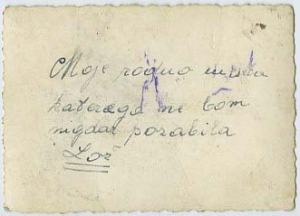 Moje rodno mesto
katerega ne bom
nigdar pozabila
Lož